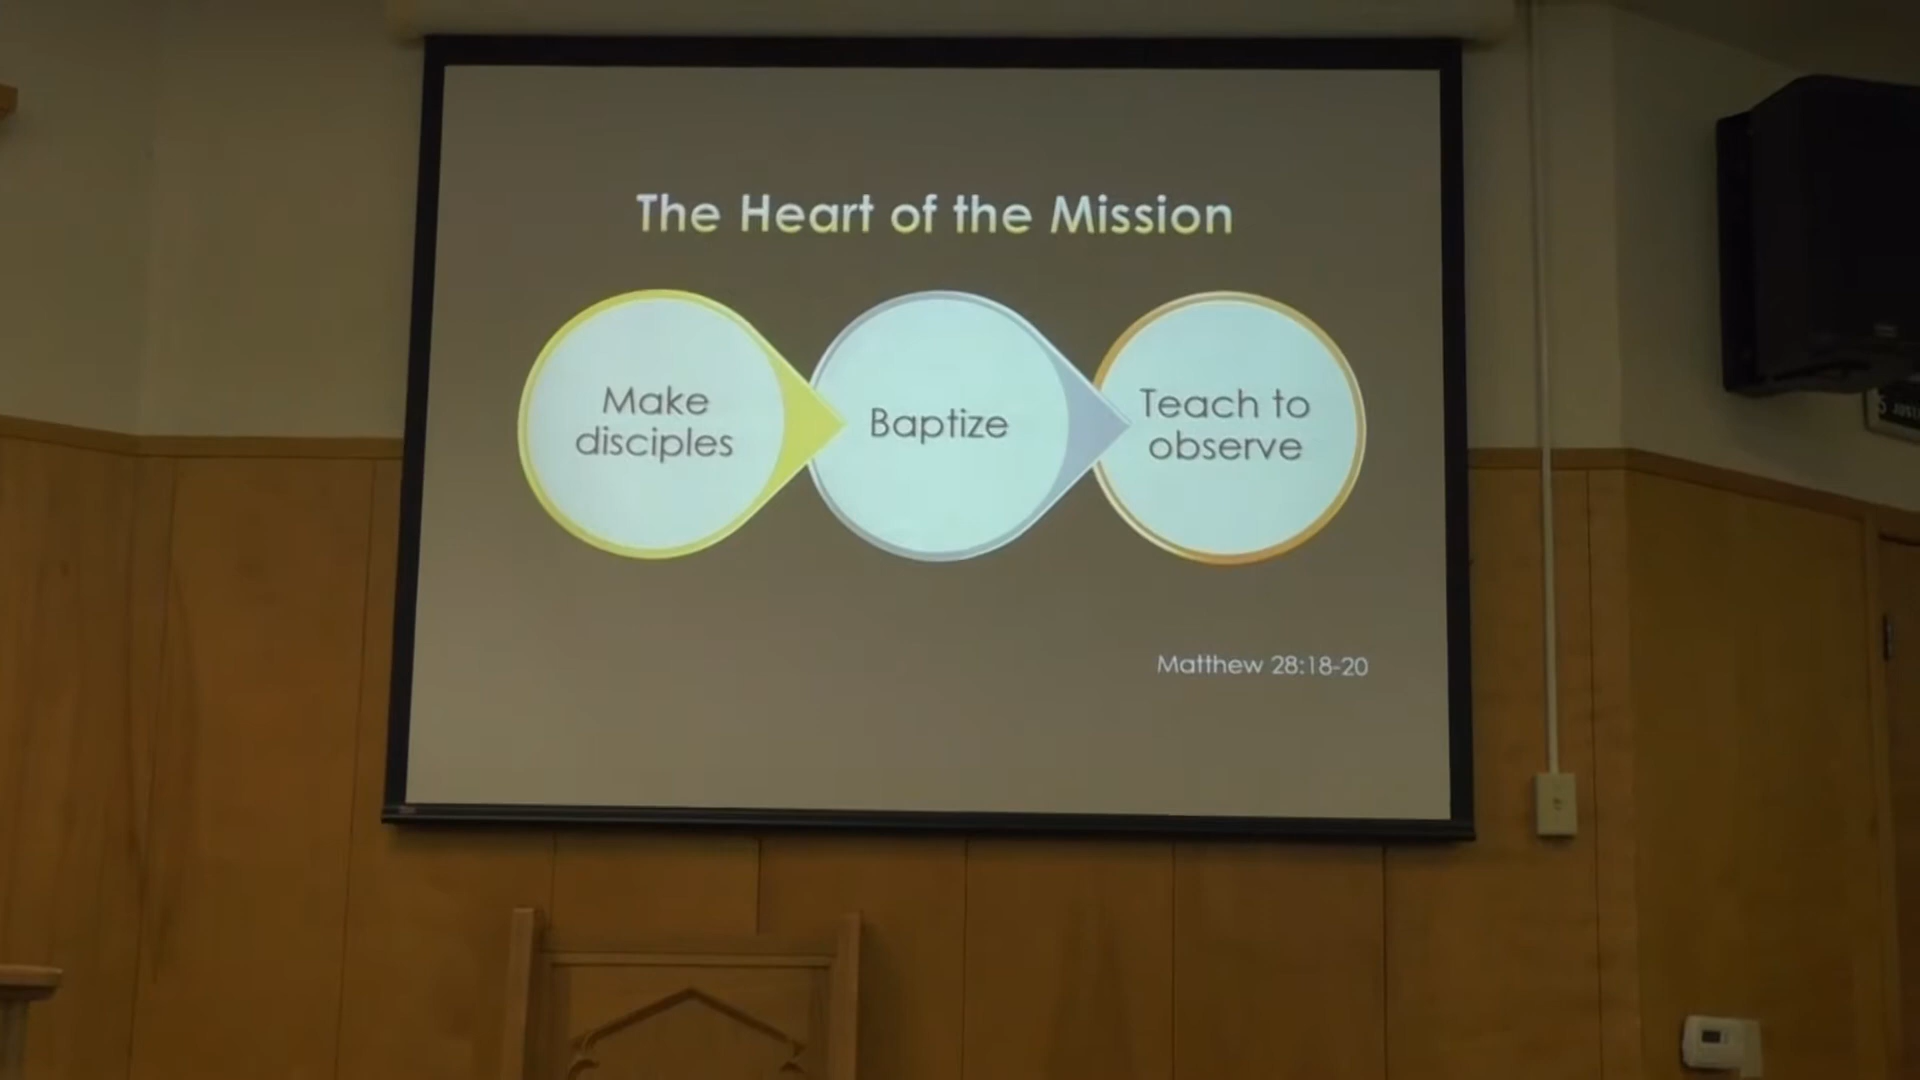 The Heart of the Mission
Make
disciples
Baptize
Teach to
observe
Matthew 28:18-20